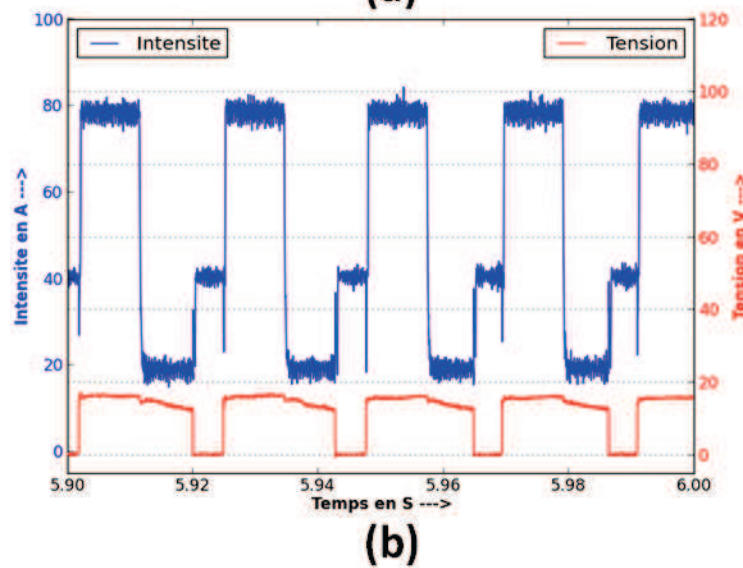 (a)
100
120
Intensite
Tension
80
100
60
80
40
60
20
40
0
20
0
Intensite en A --->
Tension en V --->
5.90
5.92
5.94
5.96
5.98
6.00
Temps en S --->
(b)